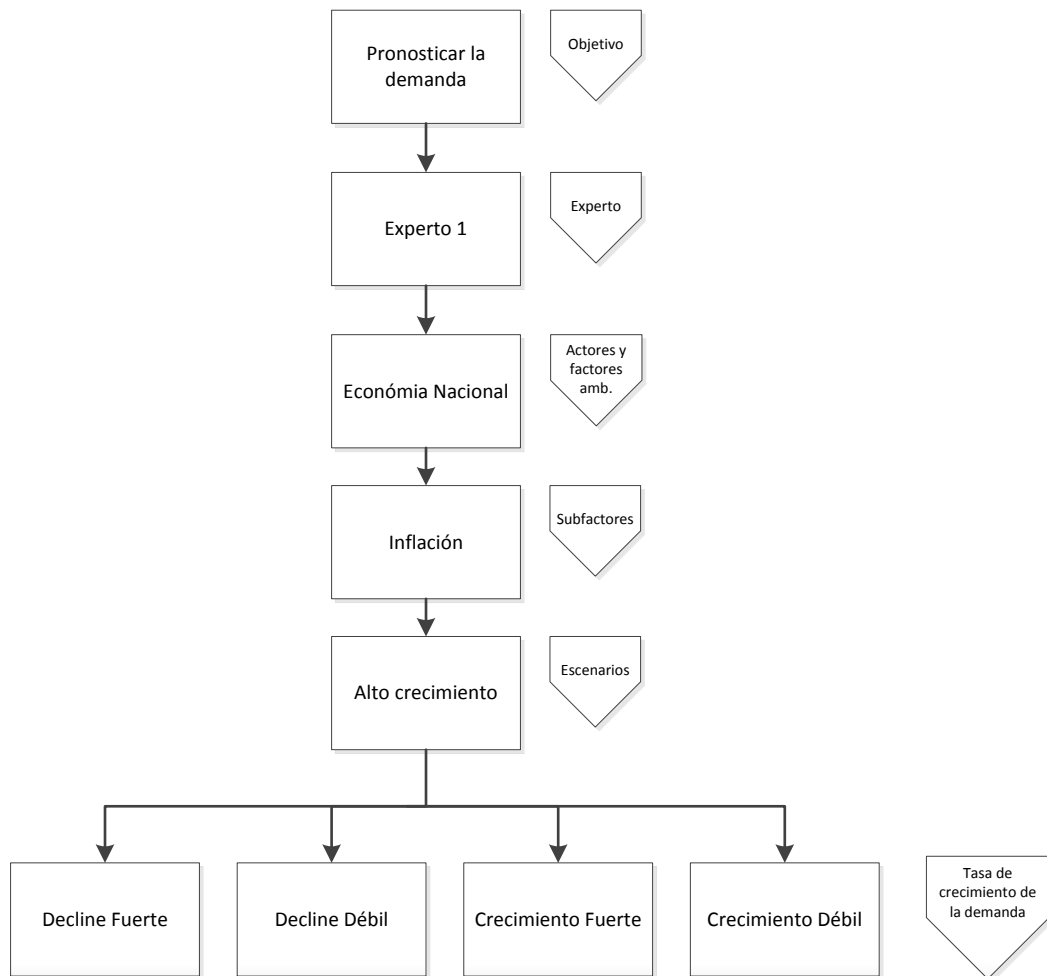 Pronosticar la
demanda
Objetivo
Experto 1
Experto
Económia Nacional
Actores y
factores
amb.
Inflación
Subfactores
Alto crecimiento
Escenarios
Decline Fuerte
Decline Débil
Crecimiento Fuerte
Crecimiento Débil
Tasa de
crecimiento de
la demanda